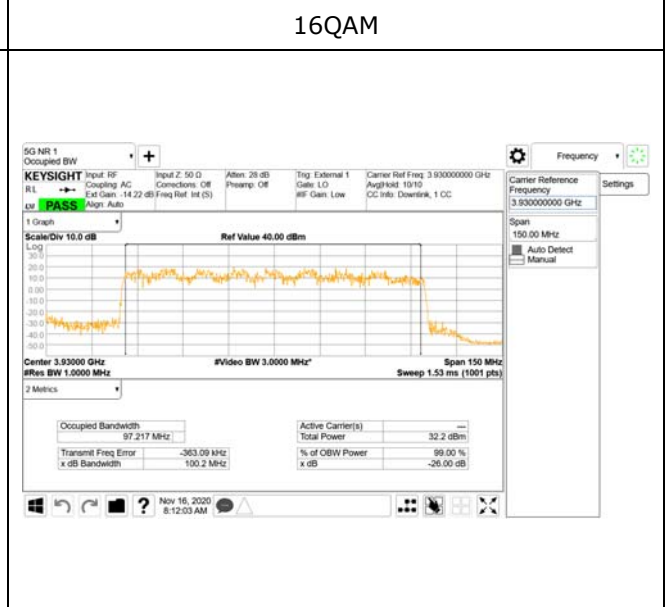 16QAM
5G NR 1
Occupied BW
Frequency
KEYSIGHT
Input: RF
Coupling: AC
Ext Gain: -14.22 dB
Align: Auto
Input Z: 50 Ω
Corrections: Off
Freq Ref: Int (S)
Atten: 28 dB
Preamp: Off
Trig: External 1
Gate: LO
#IF Gain: Low
Carrier Ref Freq: 3.930000000 GHz
Avg|Hold: 10/10
CC Info: Downlink, 1 CC
RL
PASS
Carrier Reference
Frequency
3.930000000 GHz
Settings
Span
150.00 MHz
Auto Detect
Manual
1 Graph
Scale/Div 10.0 dB
Ref Value 40.00 dBm
Log
30.0
20.0
10.0
0.00
-10.0
-20.0
-30.0
-40.0
-50.0
Center 3.93000 GHz
#Video BW 3.0000 MHz*
Span 150 MHz
#Res BW 1.0000 MHz
Sweep 1.53 ms (1001 pts)
2 Metrics
Occupied Bandwidth
97.217 MHz
Active Carrier(s) ---
Total Power 32.2 dBm
Transmit Freq Error -363.09 kHz
% of OBW Power 99.00 %
x dB Bandwidth 100.2 MHz
x dB -26.00 dB
?
Nov 16, 2020
8:12:03 AM